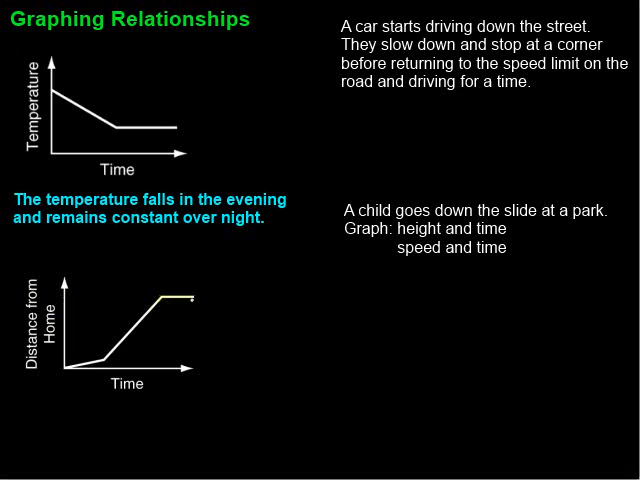 Graphing Relationships
Temperature
Time
The temperature falls in the evening
and remains constant over night.
Distance from
Home
Time
A car starts driving down the street.
They slow down and stop at a corner
before returning to the speed limit on the
road and driving for a time.
A child goes down the slide at a park.
Graph: height and time
speed and time